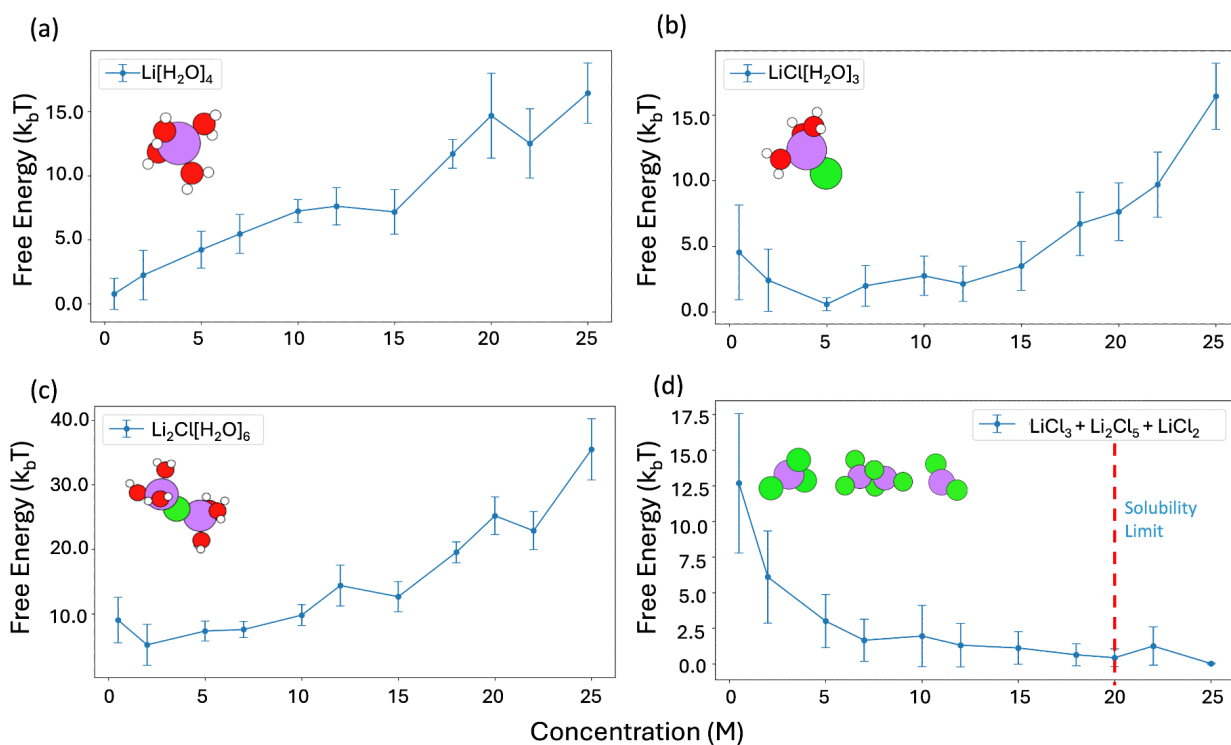 (a)
Li[H₂O]₄
Free Energy (k_bT)
15.0
10.0
5.0
0.0
0 5 10 15 20 25
(b)
LiCl[H₂O]₃
Free Energy (k_bT)
15.0
10.0
5.0
0.0
0 5 10 15 20 25
(c)
Li₂Cl[H₂O]₆
Free Energy (k_bT)
40.0
30.0
20.0
10.0
0 5 10 15 20 25
(d)
LiCl₃ + Li₂Cl₅ + LiCl₂
Free Energy (k_bT)
17.5
15.0
12.5
10.0
7.5
5.0
2.5
0.0
Solubility
Limit
0 5 10 15 20 25
Concentration (M)